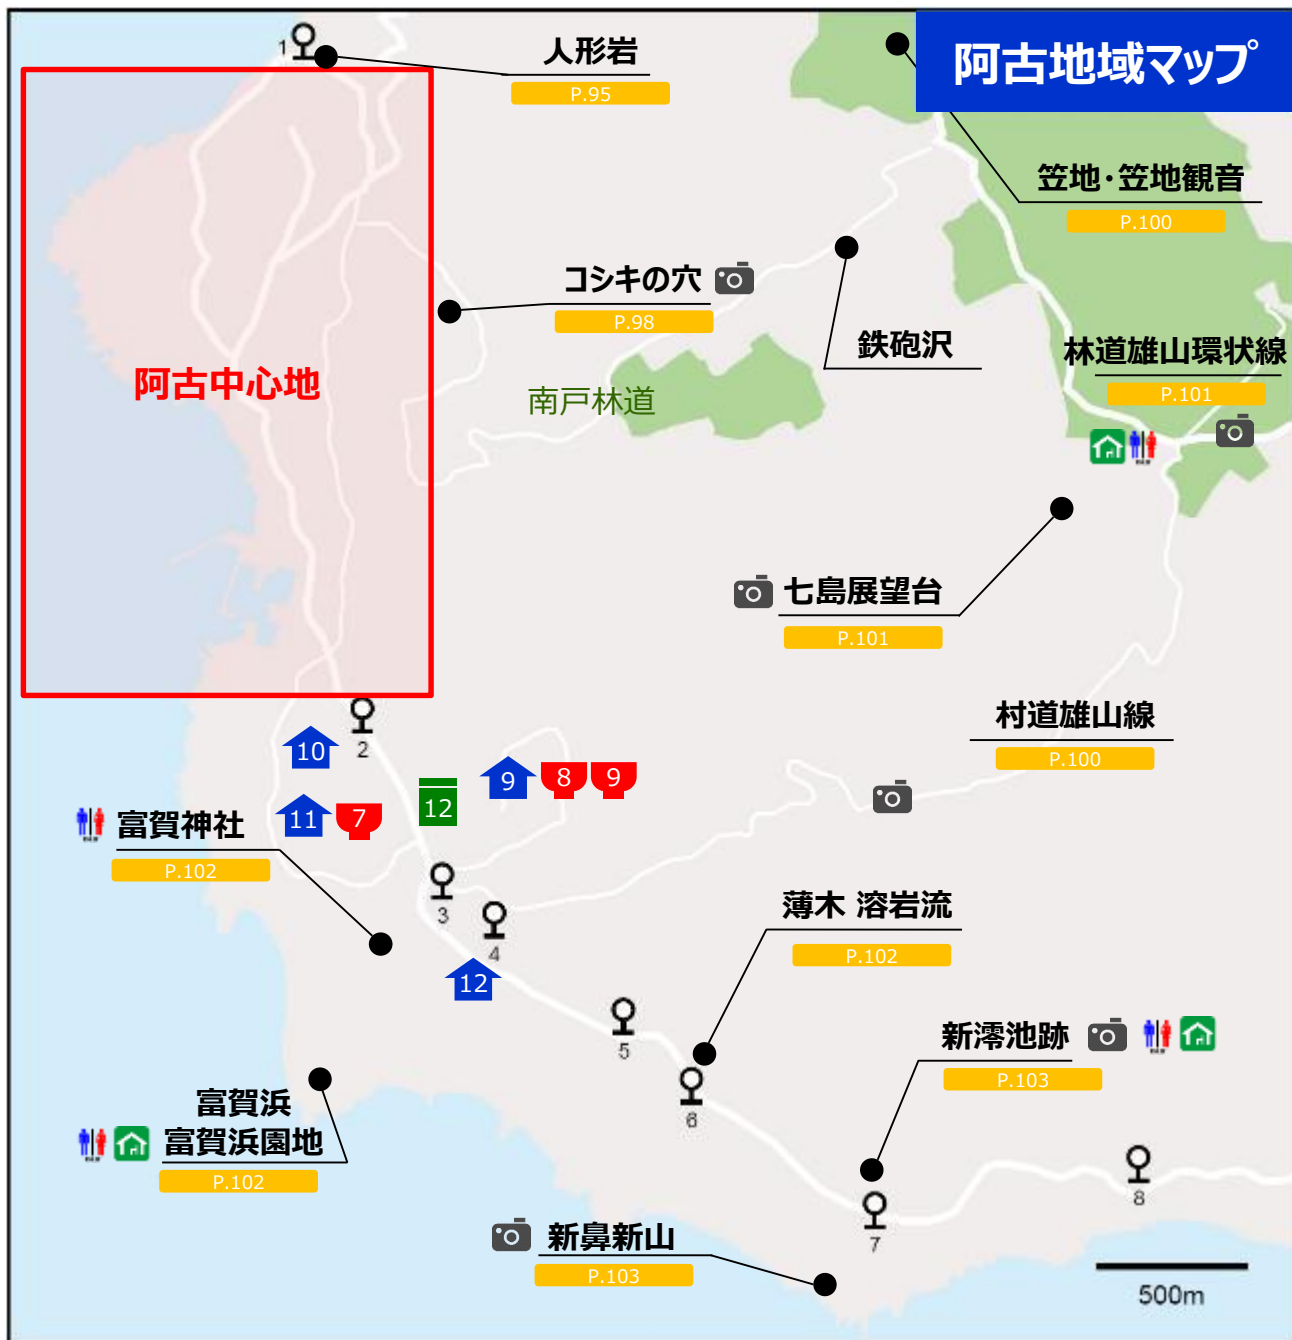 阿古地域マップ
1
人形岩
P.95
笠地・笠地観音
P.100
コシキの穴
P.98
鉄砲沢
林道雄山環状線
P.101
阿古中心地
南戸林道
七島展望台
P.101
村道雄山線
P.100
2
10
9
8
9
12
11
7
富賀神社
P.102
3
4
12
薄木 溶岩流
P.102
5
新澪池跡
P.103
6
富賀浜
富賀浜園地
P.102
8
7
新鼻新山
P.103
500m